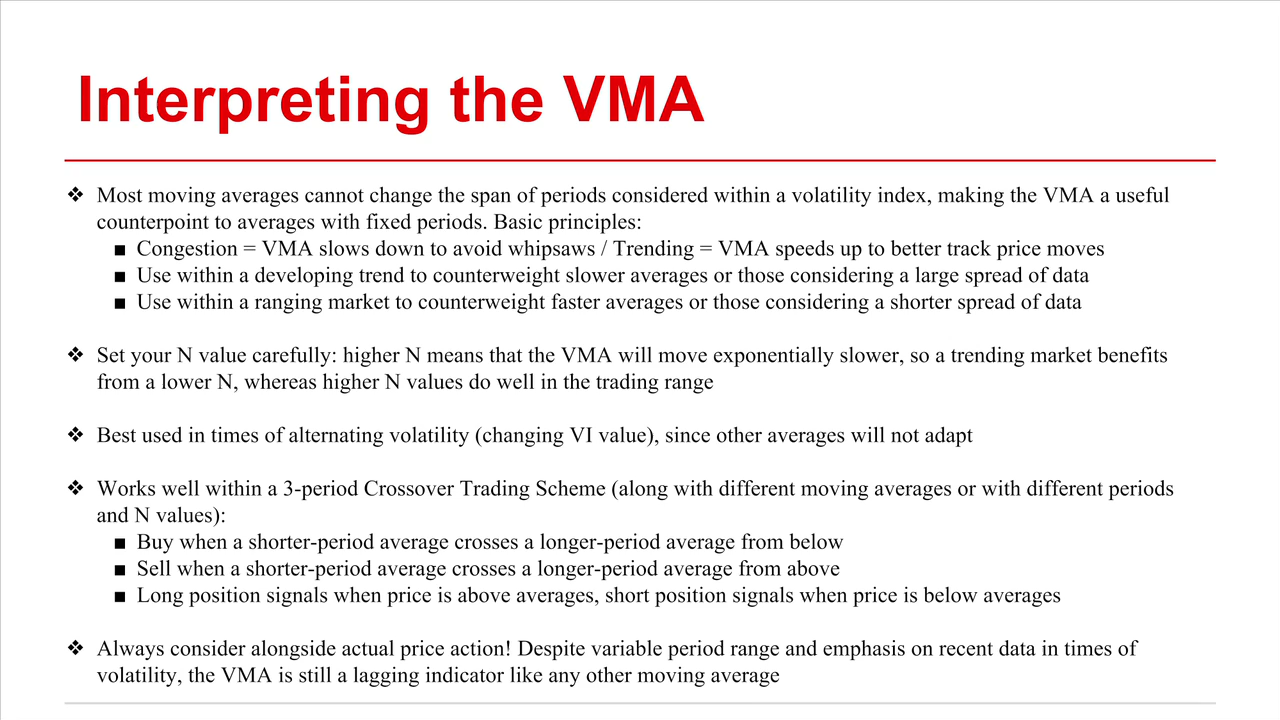 Interpreting the VMA
❖ Most moving averages cannot change the span of periods considered within a volatility index, making the VMA a useful
counterpoint to averages with fixed periods. Basic principles:
■ Congestion = VMA slows down to avoid whipsaws / Trending = VMA speeds up to better track price moves
■ Use within a developing trend to counterweight slower averages or those considering a large spread of data
■ Use within a ranging market to counterweight faster averages or those considering a shorter spread of data
❖ Set your N value carefully: higher N means that the VMA will move exponentially slower, so a trending market benefits
from a lower N, whereas higher N values do well in the trading range
❖ Best used in times of alternating volatility (changing VI value), since other averages will not adapt
❖ Works well within a 3-period Crossover Trading Scheme (along with different moving averages or with different periods
and N values):
■ Buy when a shorter-period average crosses a longer-period average from below
■ Sell when a shorter-period average crosses a longer-period average from above
■ Long position signals when price is above averages, short position signals when price is below averages
❖ Always consider alongside actual price action! Despite variable period range and emphasis on recent data in times of
volatility, the VMA is still a lagging indicator like any other moving average